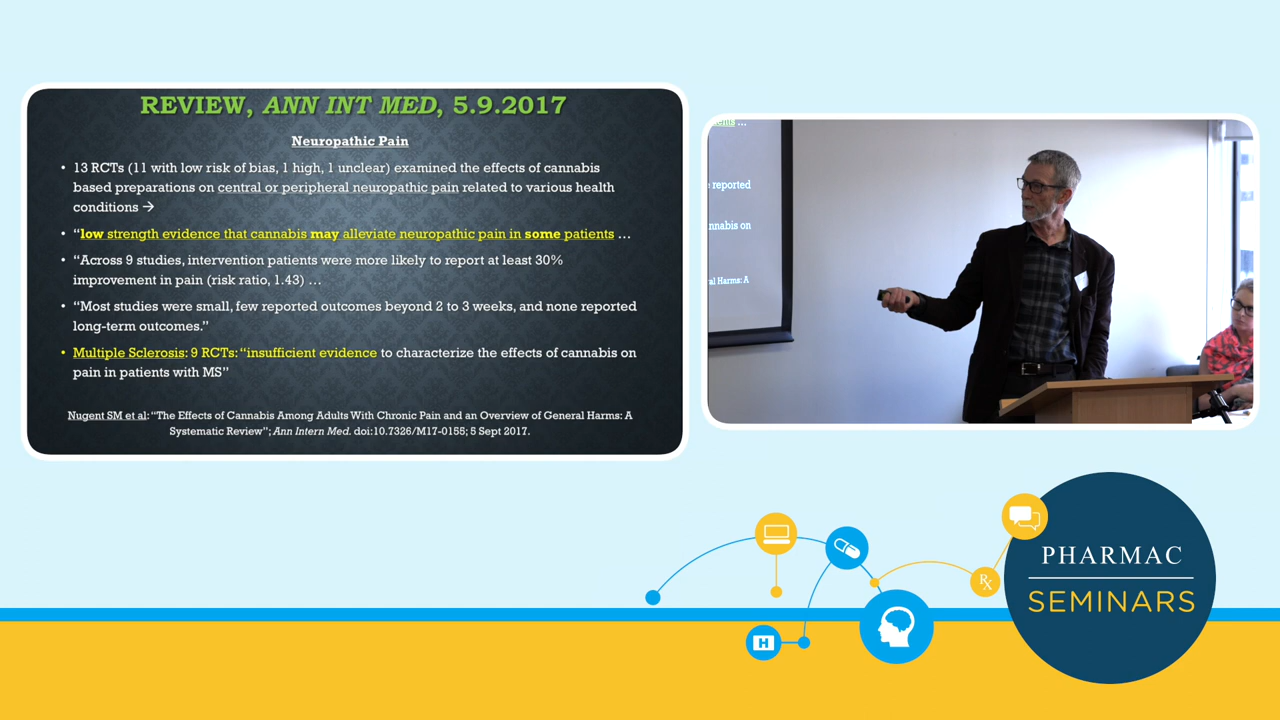 REVIEW, ANN INT MED, 5.9.2017
Neuropathic Pain
• 13 RCTs (11 with low risk of bias, 1 high, 1 unclear) examined the effects of cannabis
based preparations on central or peripheral neuropathic pain related to various health
conditions →
• “low strength evidence that cannabis may alleviate neuropathic pain in some patients …
• “Across 9 studies, intervention patients were more likely to report at least 30%
improvement in pain (risk ratio, 1.43) …
• “Most studies were small, few reported outcomes beyond 2 to 3 weeks, and none reported
long-term outcomes.”
• Multiple Sclerosis: 9 RCTs: “insufficient evidence to characterize the effects of cannabis on
pain in patients with MS”
Nugent SM et al: “The Effects of Cannabis Among Adults With Chronic Pain and an Overview of General Harms: A
Systematic Review”; Ann Intern Med. doi:10.7326/M17-0155; 5 Sept 2017.
…
reported
nnabis on
al Harms: A
H
Rx
PHARMAC
SEMINARS